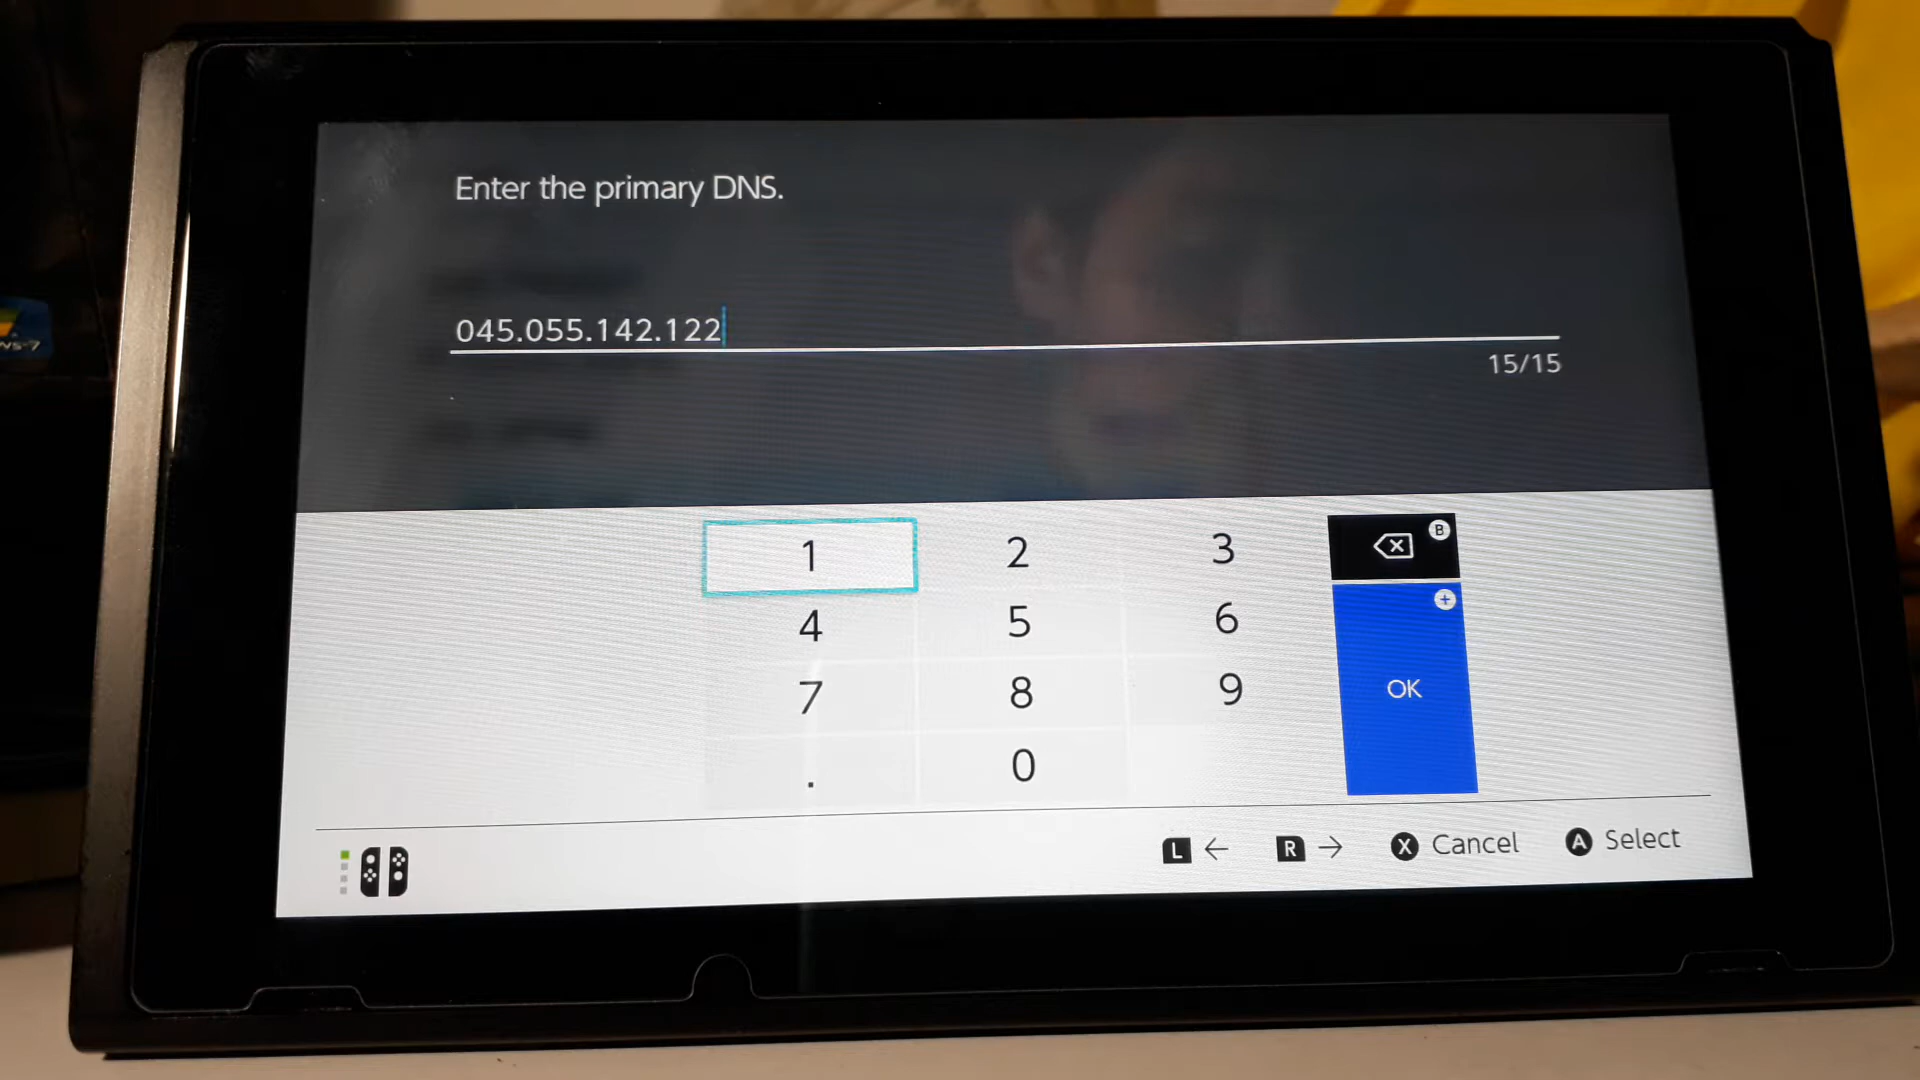 Enter the primary DNS.
045.055.142.122
15/15
1 2 3 B
+
4 5 6
7 8 9 OK
. 0
L ← R → X Cancel A Select